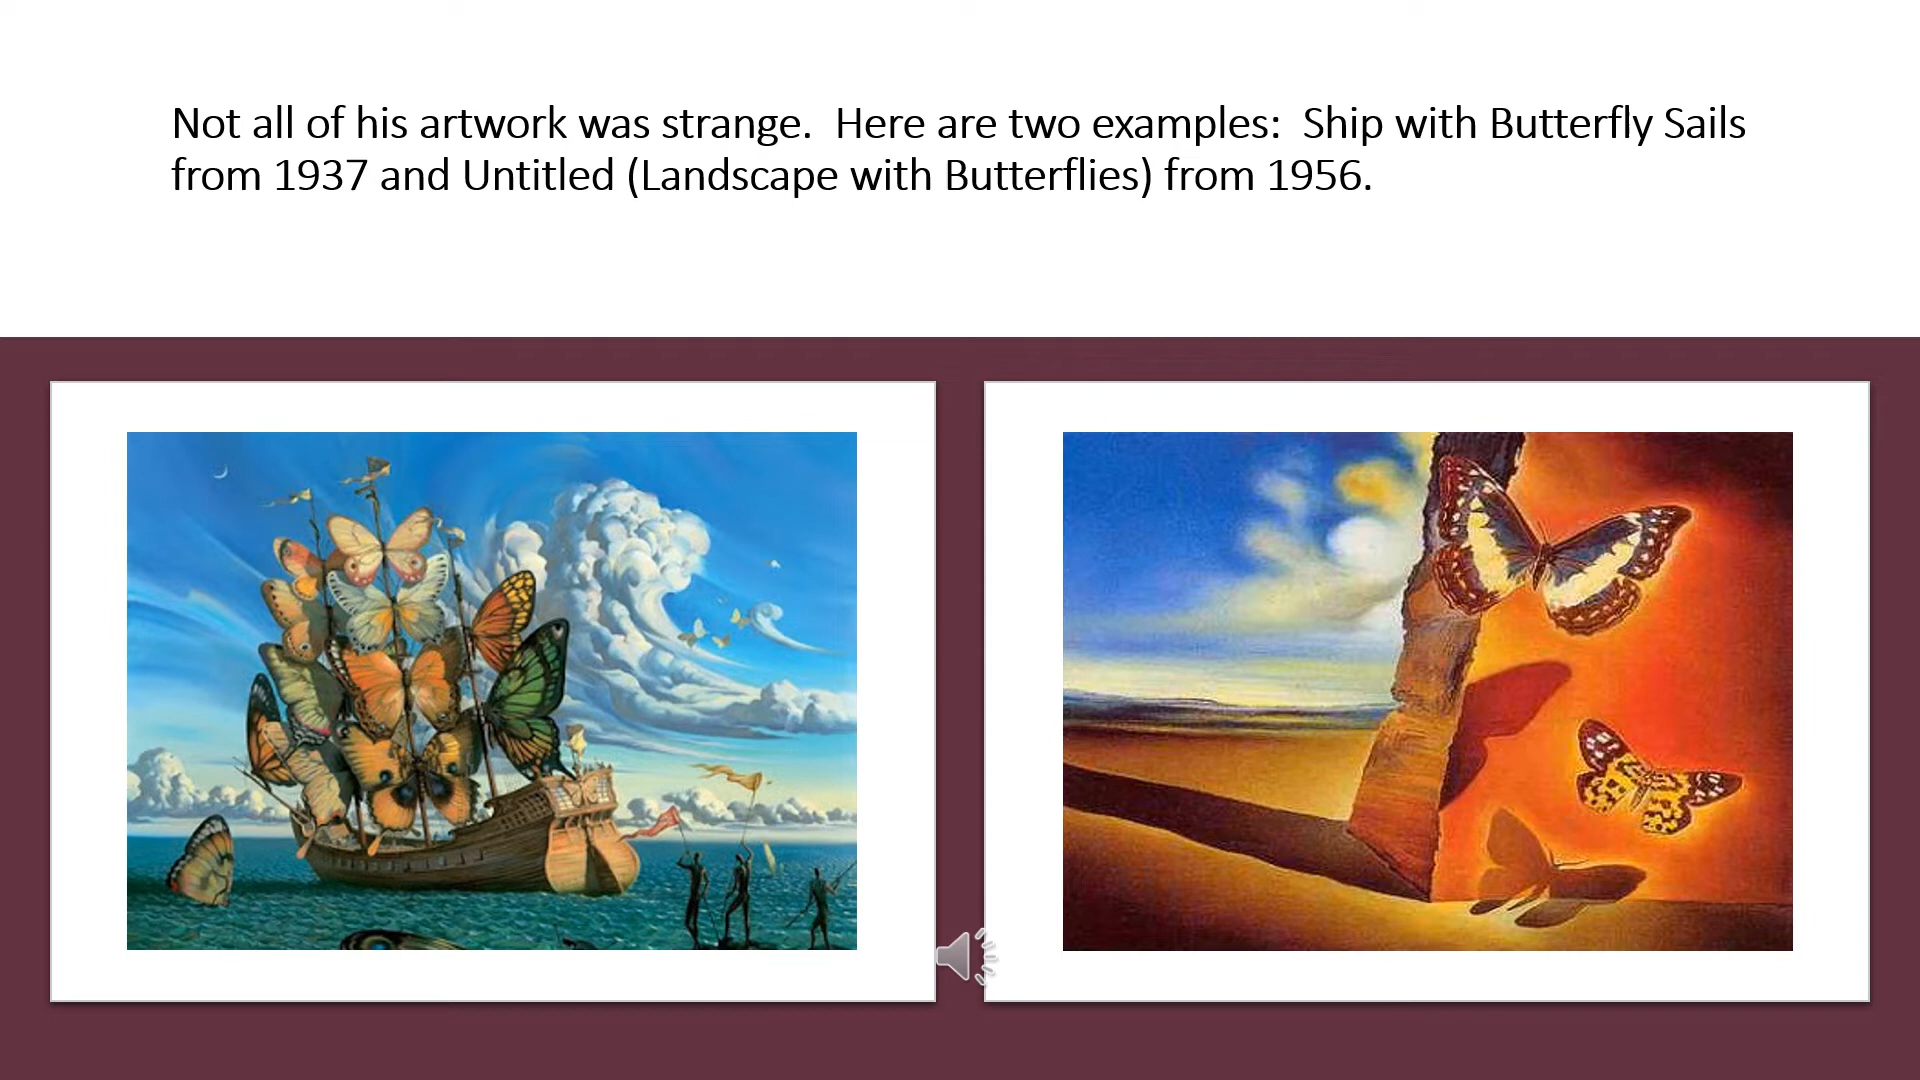 Not all of his artwork was strange.  Here are two examples:  Ship with Butterfly Sails
from 1937 and Untitled (Landscape with Butterflies) from 1956.